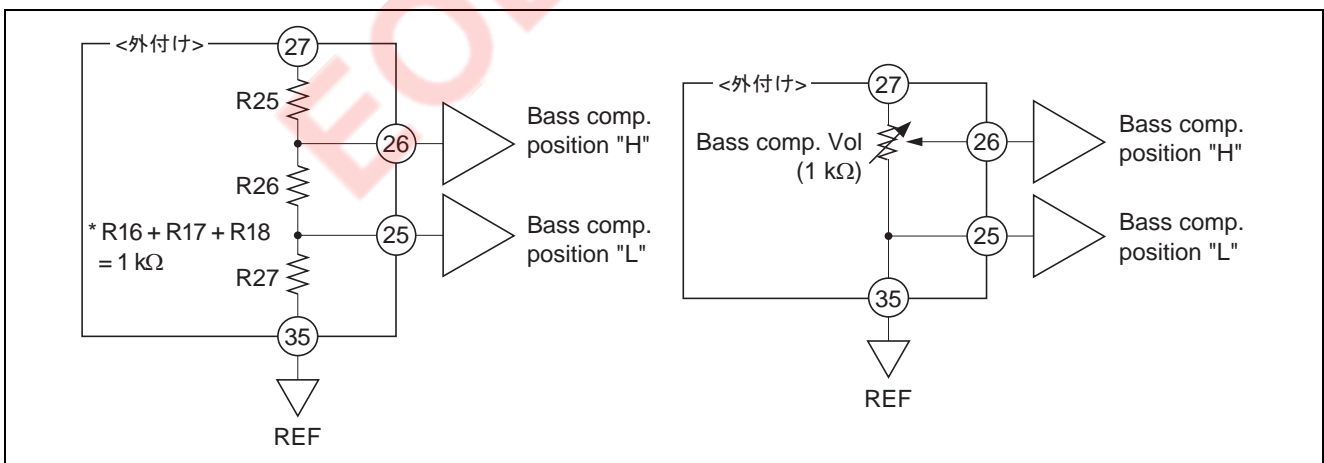 <外付け>
27
R25
26
Bass comp.
position "H"
R26
25
Bass comp.
position "L"
* R16 + R17 + R18
= 1 kΩ
R27
35
REF
<外付け>
27
Bass comp. Vol
(1 kΩ)
26
Bass comp.
position "H"
25
Bass comp.
position "L"
35
REF
EOL